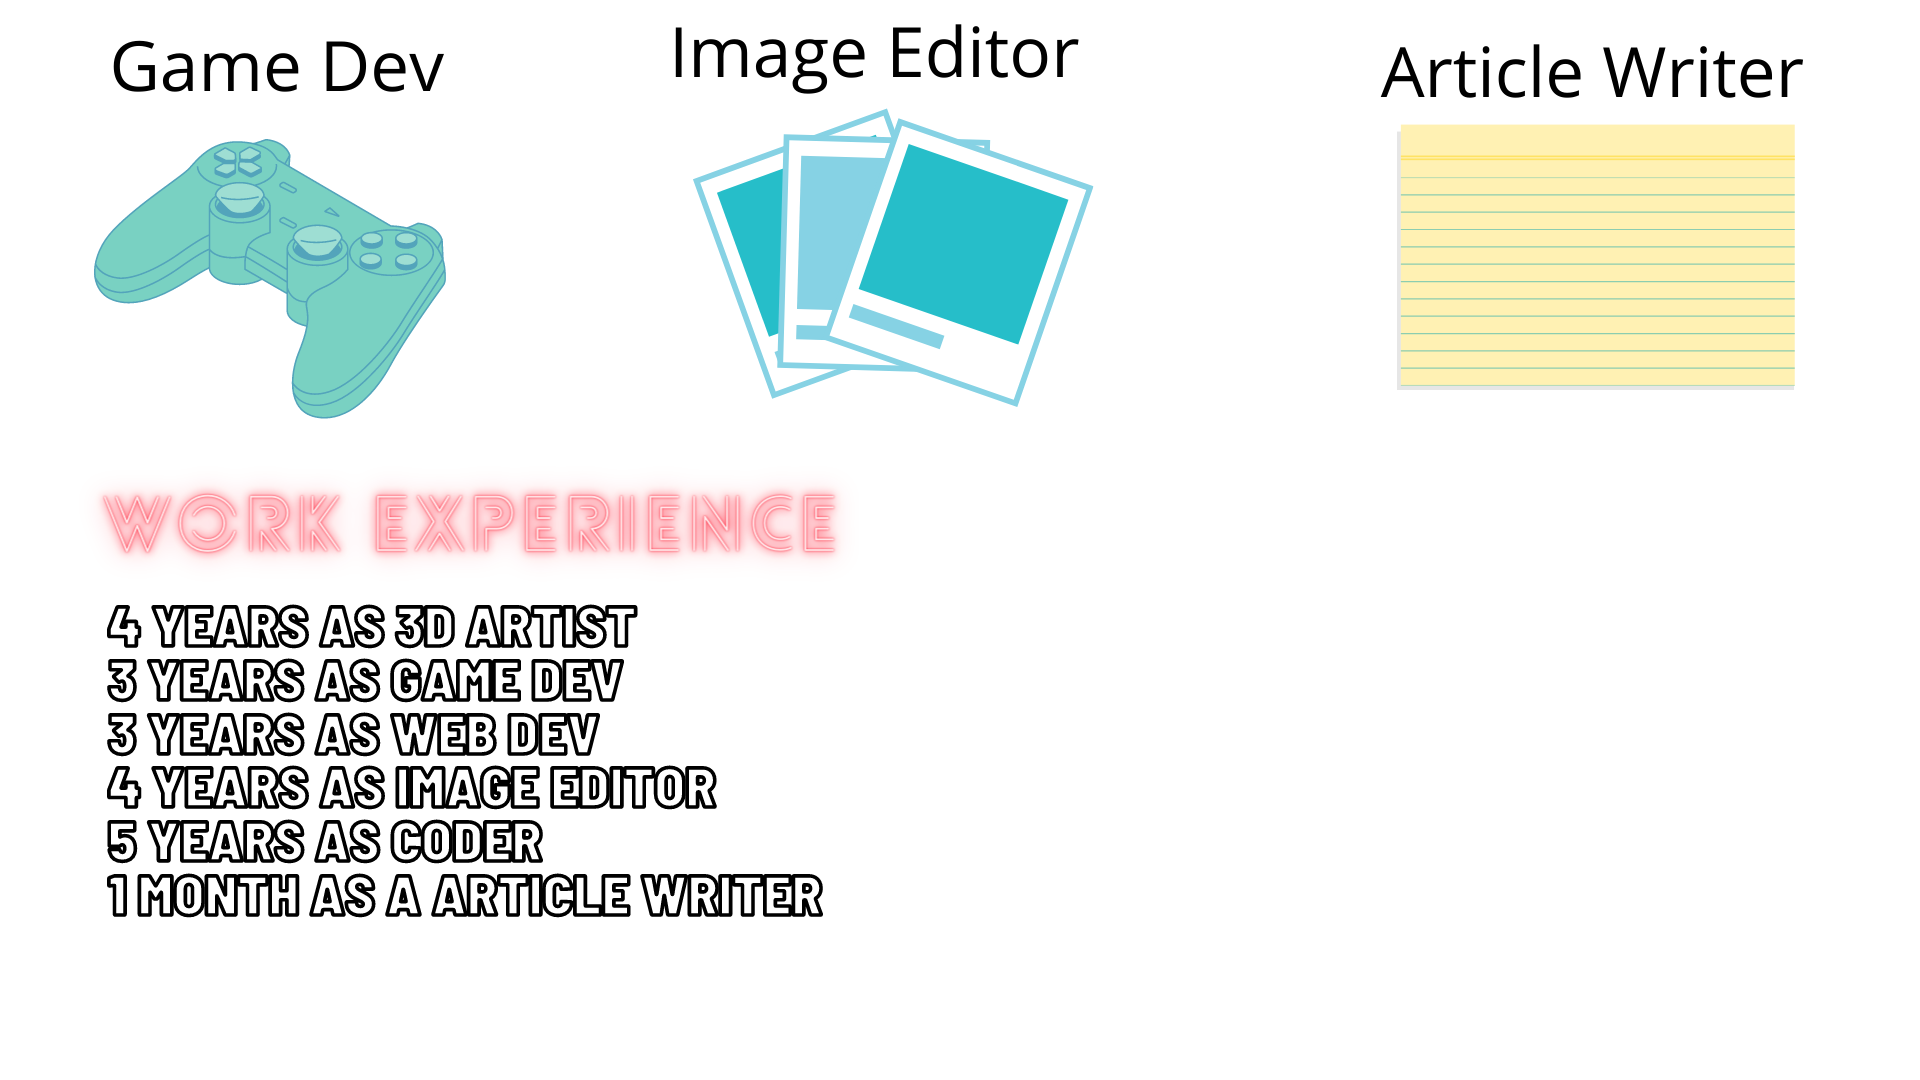 Game Dev
Image Editor
Article Writer
WORK EXPERIENCE
4 YEARS AS 3D ARTIST
3 YEARS AS GAME DEV
3 YEARS AS WEB DEV
4 YEARS AS IMAGE EDITOR
5 YEARS AS CODER
1 MONTH AS A ARTICLE WRITER